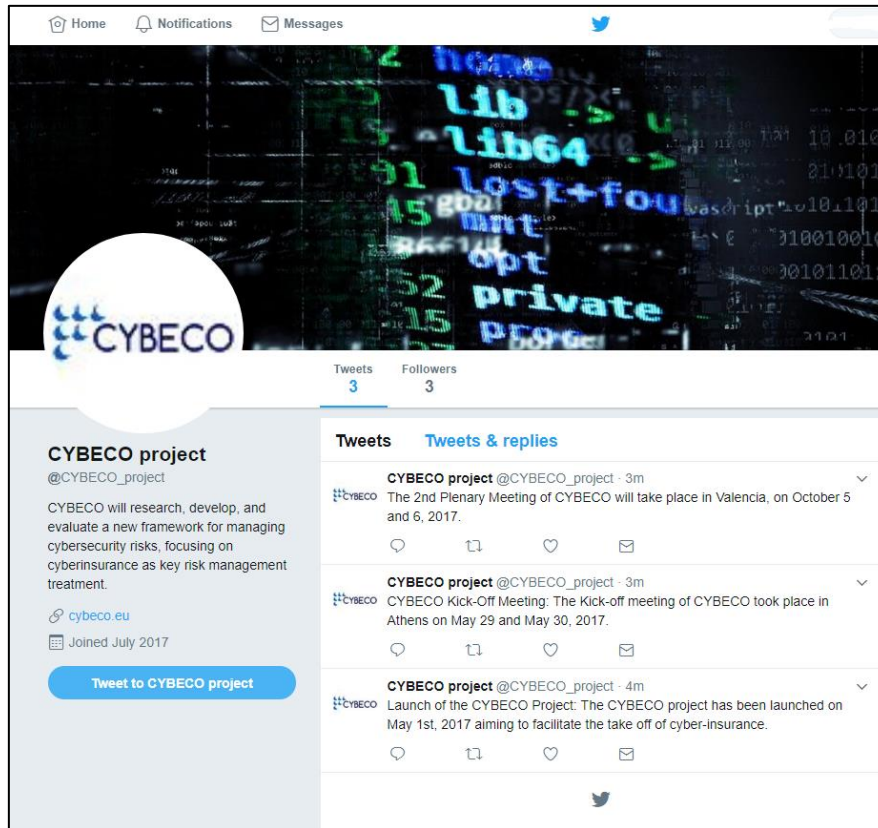 Home Notifications Messages
home
lib ->
lib64 ->
lost+fou
mnt
opt
private
proc
CYBECO
Tweets Followers
3 3
CYBECO project
@CYBECO_project
CYBECO will research, develop, and
evaluate a new framework for managing
cybersecurity risks, focusing on
cyberinsurance as key risk management
treatment.
cybeco.eu
Joined July 2017
Tweet to CYBECO project
Tweets Tweets & replies
CYBECO project @CYBECO_project · 3m
CYBECO The 2nd Plenary Meeting of CYBECO will take place in Valencia, on October 5
and 6, 2017.
CYBECO project @CYBECO_project · 3m
CYBECO CYBECO Kick-Off Meeting: The Kick-off meeting of CYBECO took place in
Athens on May 29 and May 30, 2017.
CYBECO project @CYBECO_project · 4m
CYBECO Launch of the CYBECO Project: The CYBECO project has been launched on
May 1st, 2017 aiming to facilitate the take off of cyber-insurance.